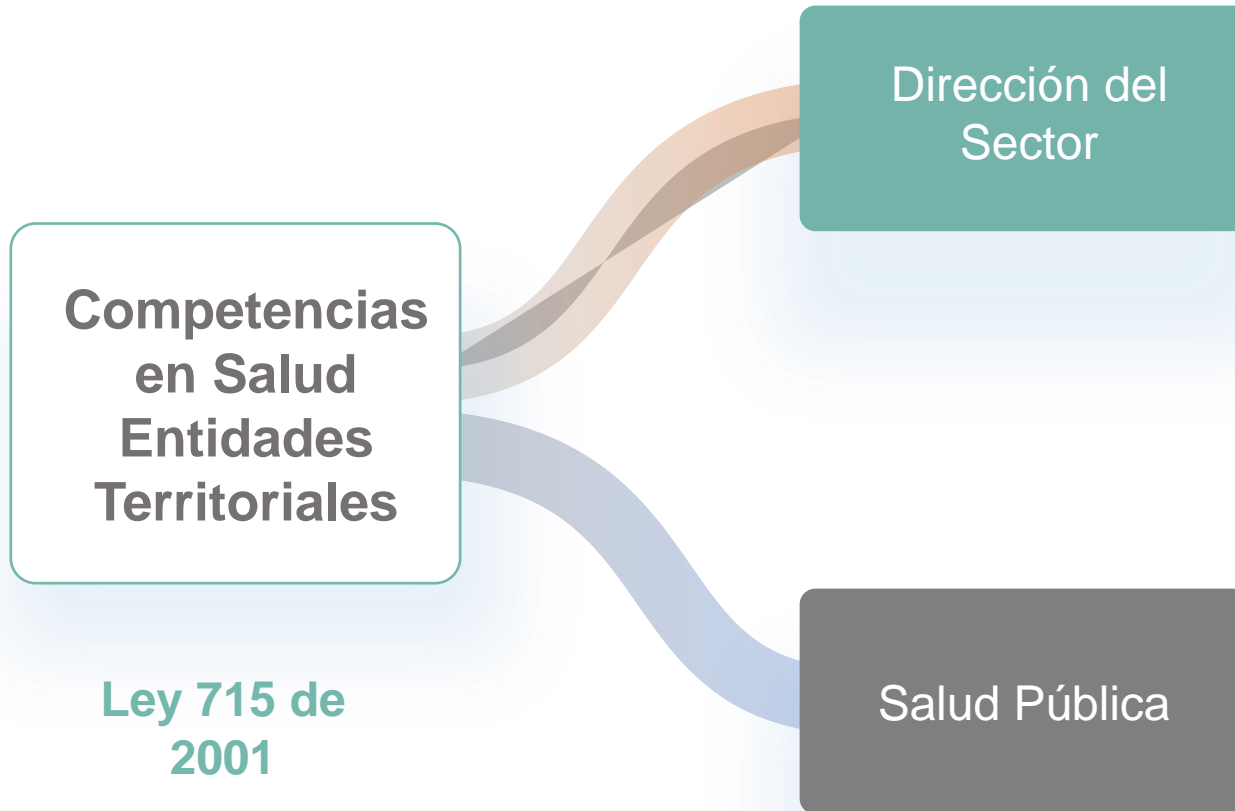 Dirección del
Sector
Competencias
en Salud
Entidades
Territoriales
Ley 715 de
2001
Salud Pública